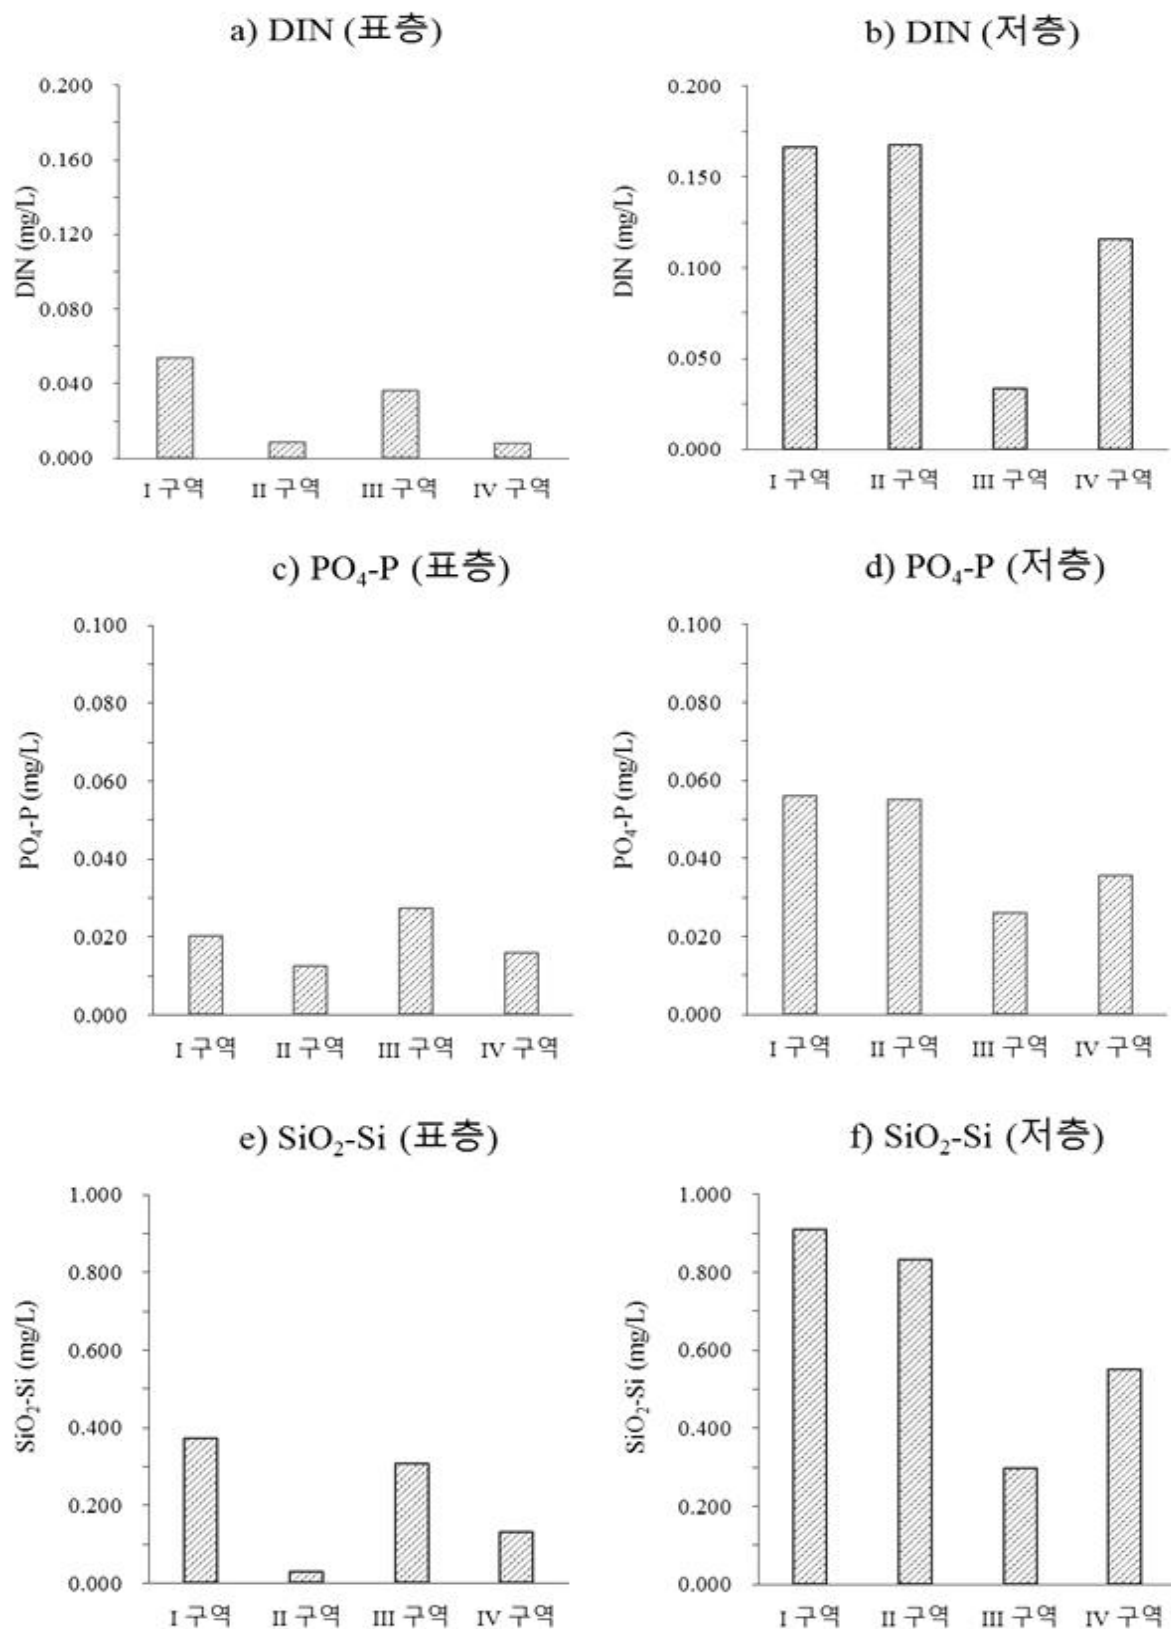 a) DIN (표층)
0.200
0.160
0.120
0.080
0.040
0.000
DIN (mg/L)
I 구역 II 구역 III 구역 IV 구역
b) DIN (저층)
0.200
0.150
0.100
0.050
0.000
DIN (mg/L)
I 구역 II 구역 III 구역 IV 구역
c) PO₄-P (표층)
0.100
0.080
0.060
0.040
0.020
0.000
PO₄-P (mg/L)
I 구역 II 구역 III 구역 IV 구역
d) PO₄-P (저층)
0.100
0.080
0.060
0.040
0.020
0.000
PO₄-P (mg/L)
I 구역 II 구역 III 구역 IV 구역
e) SiO₂-Si (표층)
1.000
0.800
0.600
0.400
0.200
0.000
SiO₂-Si (mg/L)
I 구역 II 구역 III 구역 IV 구역
f) SiO₂-Si (저층)
1.000
0.800
0.600
0.400
0.200
0.000
SiO₂-Si (mg/L)
I 구역 II 구역 III 구역 IV 구역